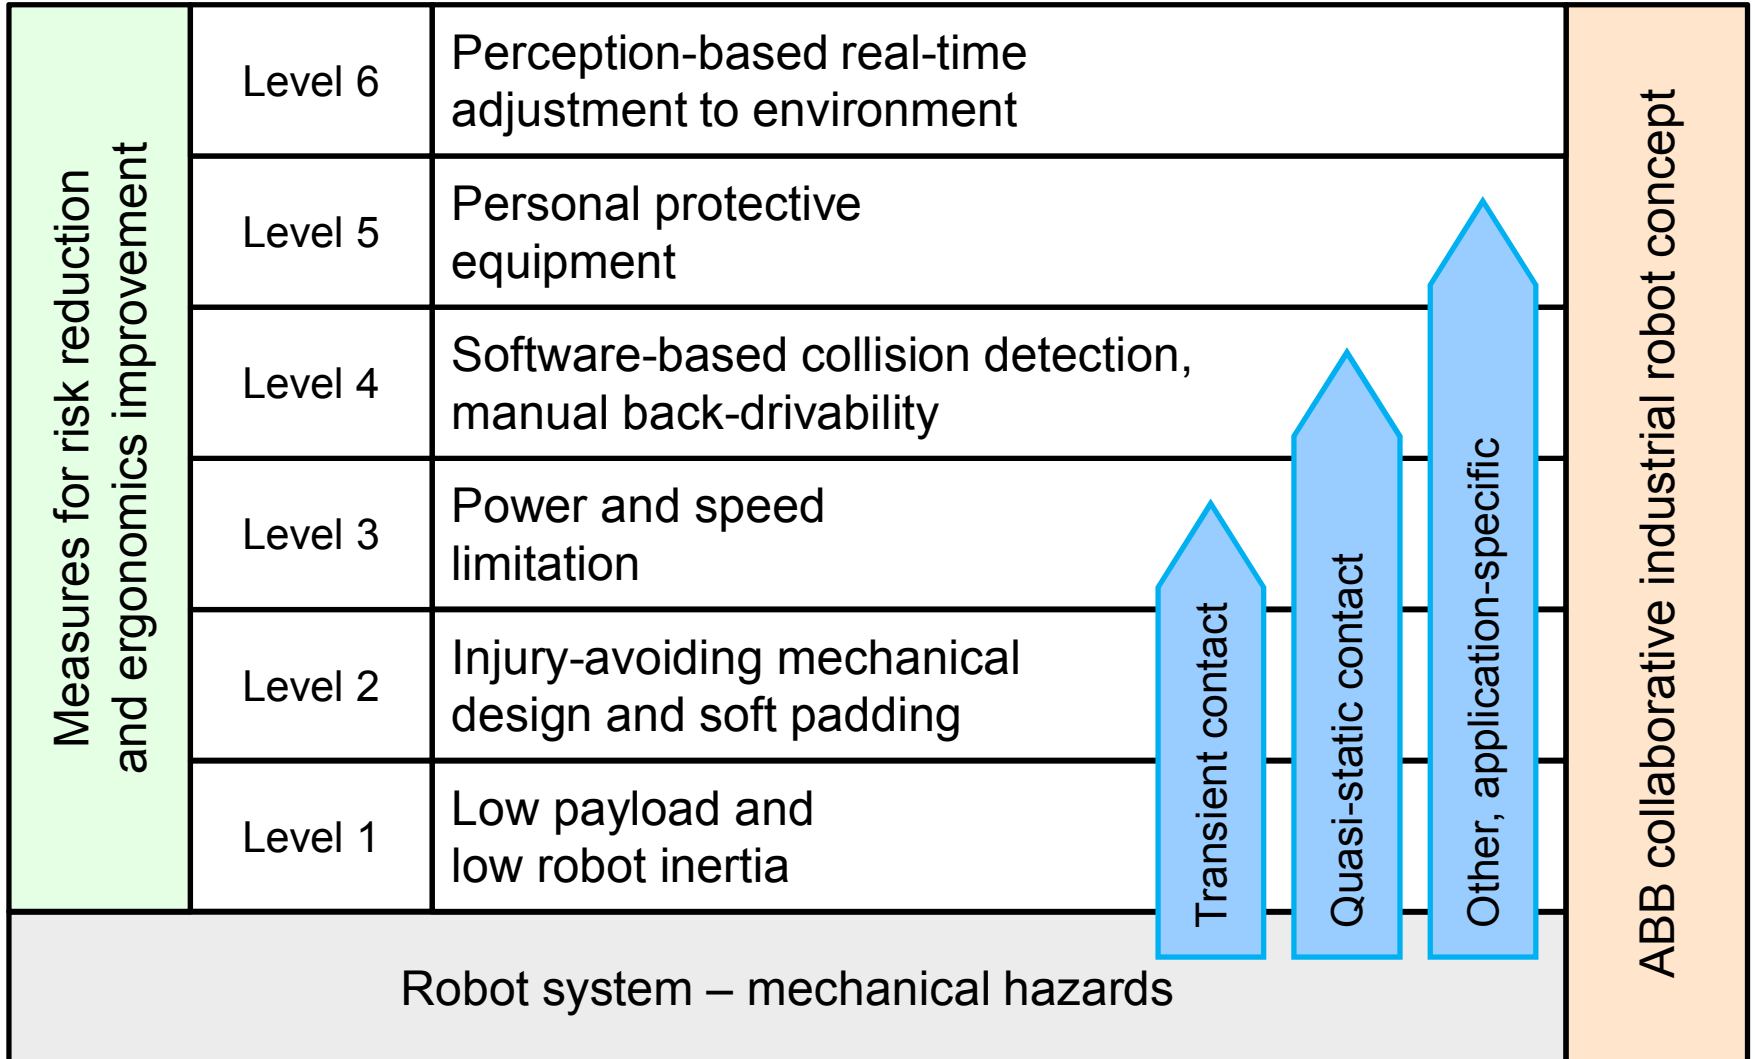 Measures for risk reduction
and ergonomics improvement
Level 6
Perception-based real-time
adjustment to environment
Level 5
Personal protective
equipment
Level 4
Software-based collision detection,
manual back-drivability
Level 3
Power and speed
limitation
Level 2
Injury-avoiding mechanical
design and soft padding
Level 1
Low payload and
low robot inertia
Transient contact
Quasi-static contact
Other, application-specific
Robot system – mechanical hazards
ABB collaborative industrial robot concept